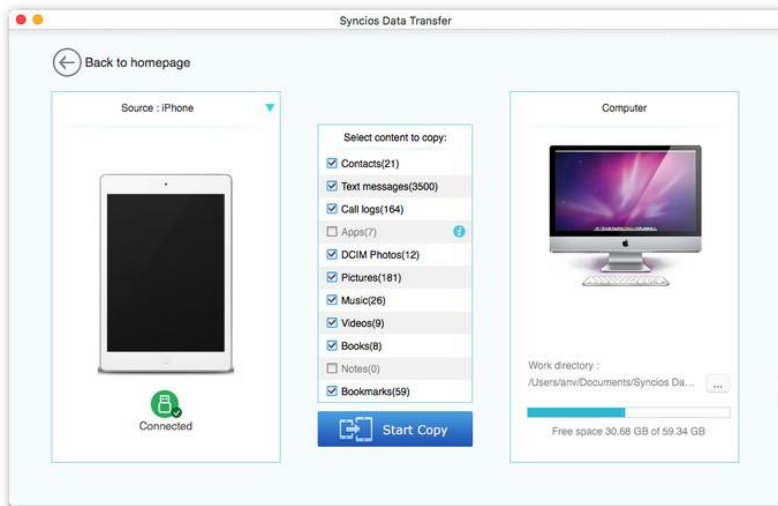 Syncios Data Transfer
Back to homepage
Source : iPhone
Connected
Select content to copy:
Contacts(21)
Text messages(3500)
Call logs(164)
Apps(7)
DCIM Photos(12)
Pictures(181)
Music(26)
Videos(9)
Books(8)
Notes(0)
Bookmarks(59)
Start Copy
Computer
Work directory :
/Users/anv/Documents/Syncios Da... ...
Free space 30.68 GB of 59.34 GB